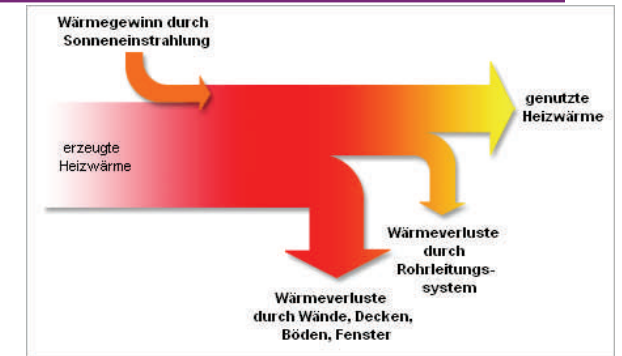 Wärmegewinn durch
Sonneneinstrahlung
genutzte
Heizwärme
erzeugte
Heizwärme
Wärmeverluste
durch
Rohrleitungs-
system
Wärmeverluste
durch Wände, Decken,
Böden, Fenster